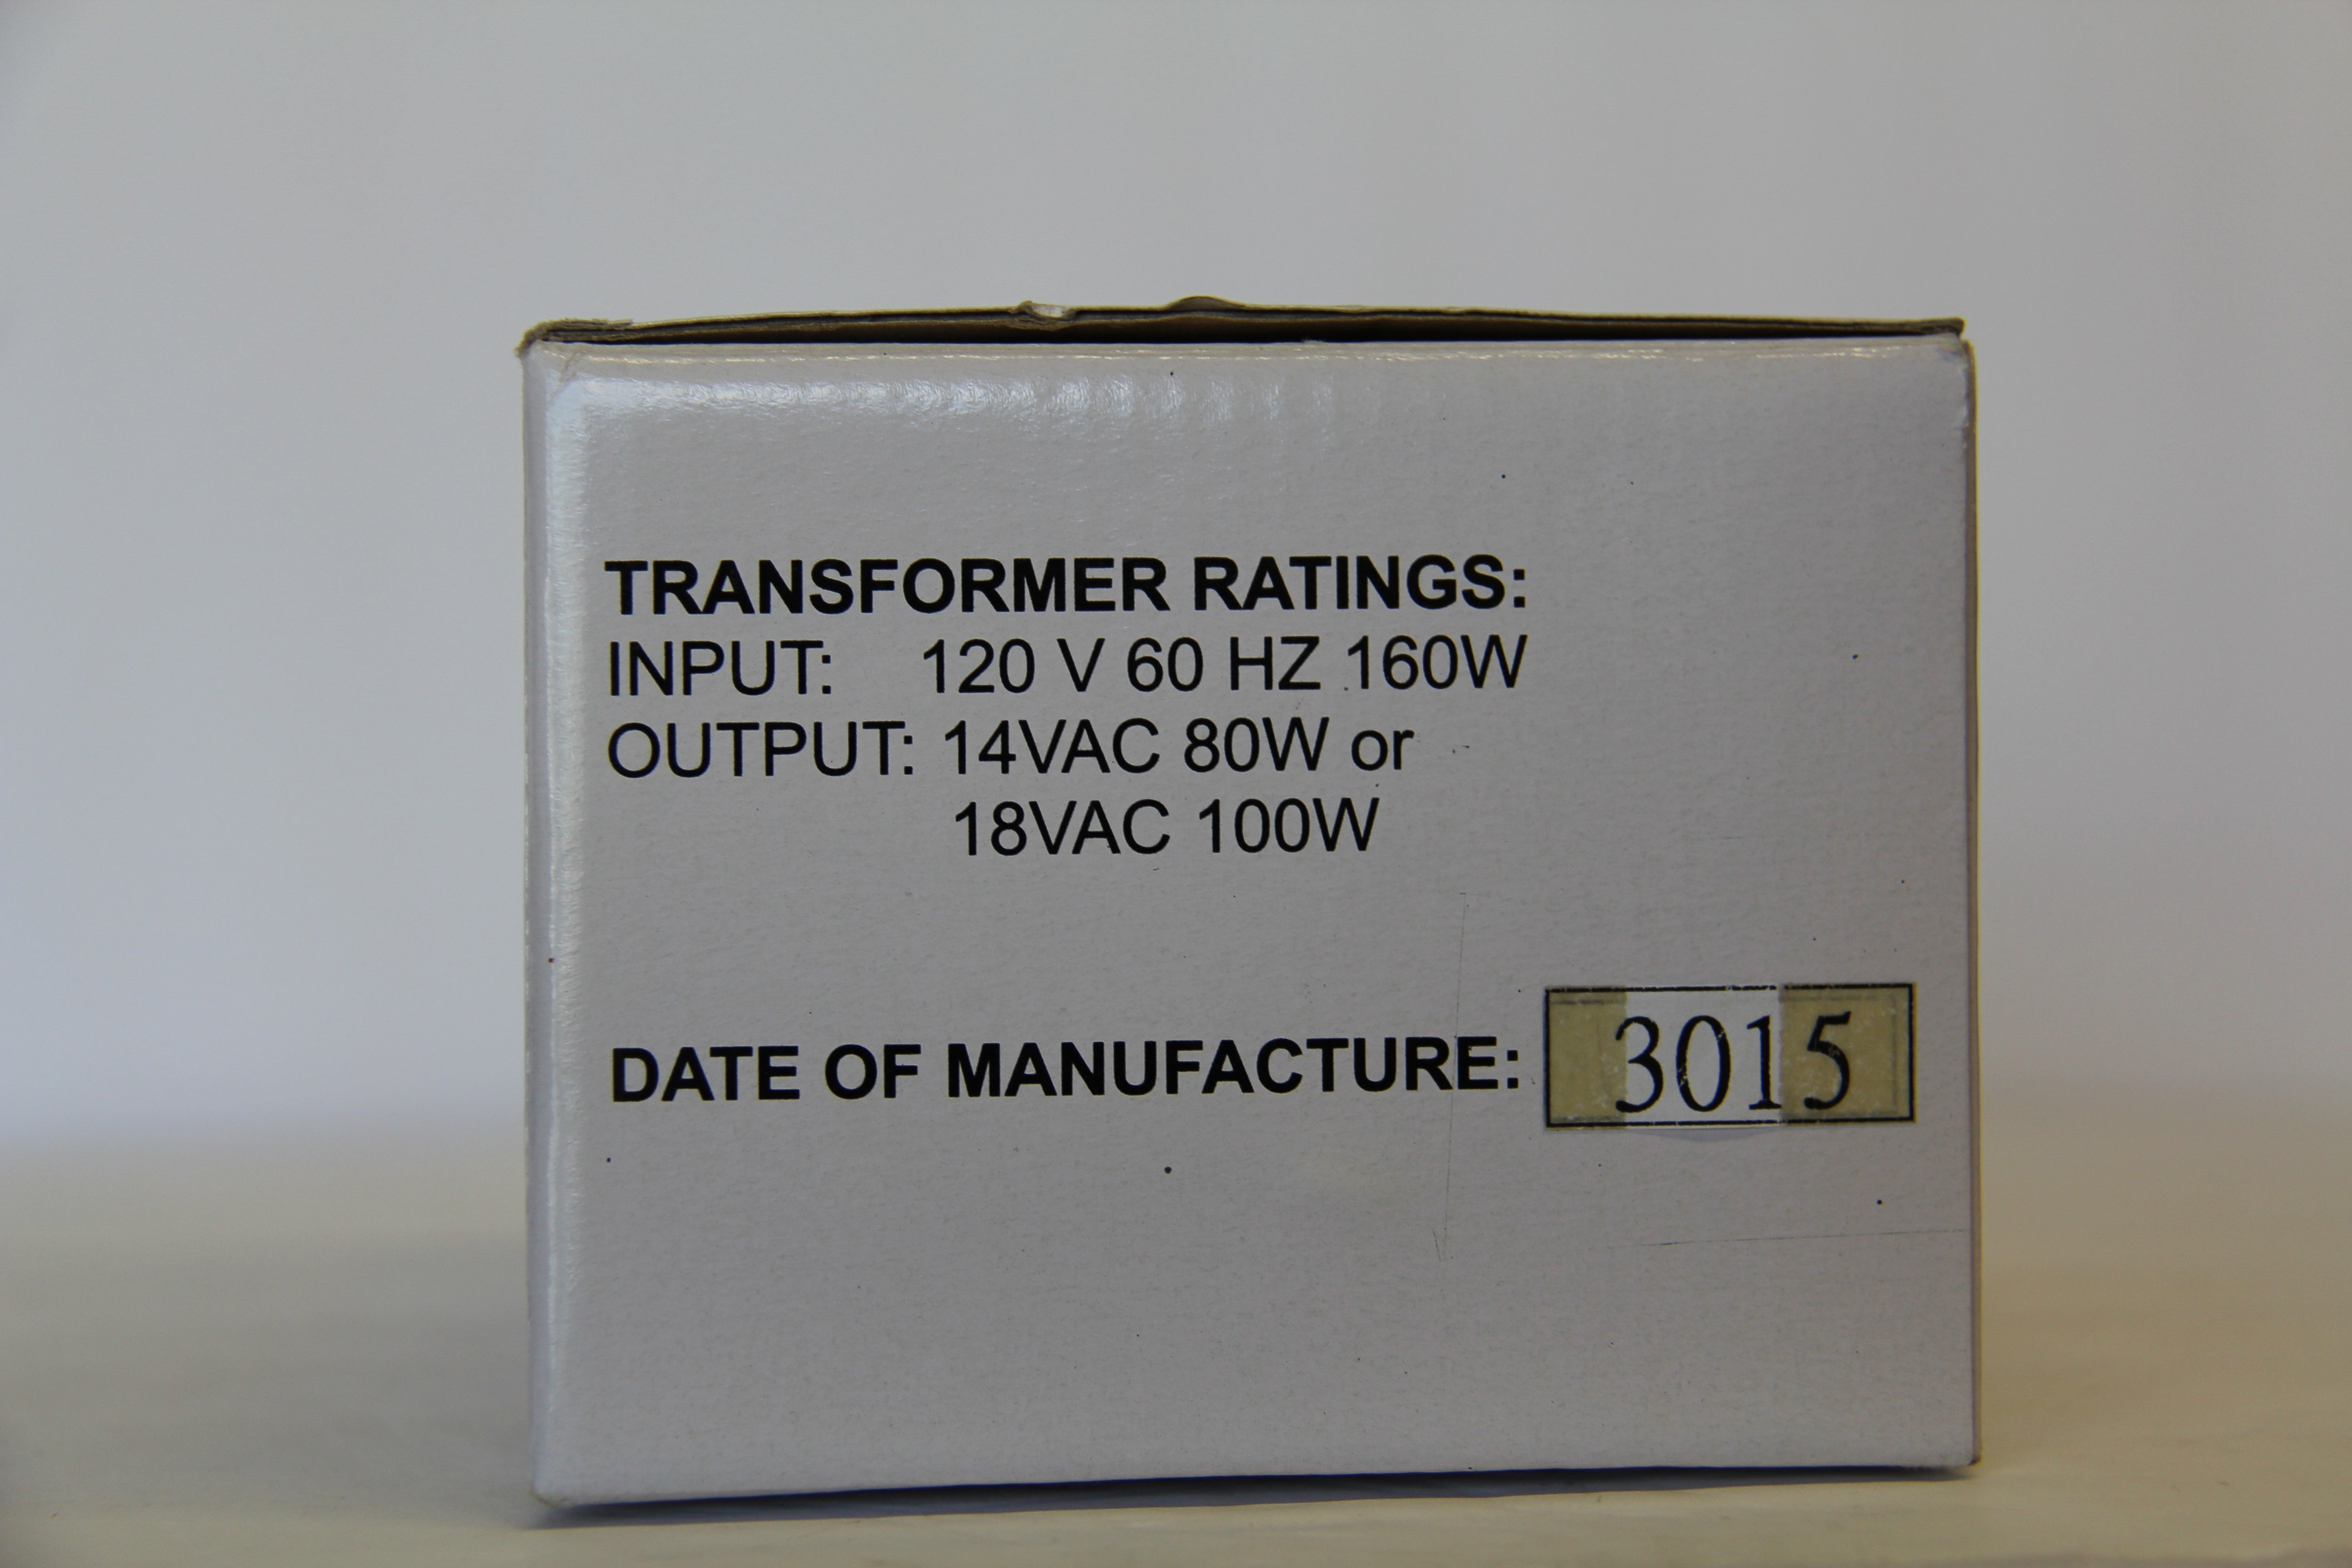 TRANSFORMER RATINGS:
INPUT: 120 V 60 HZ 160W
OUTPUT: 14VAC 80W or
18VAC 100W
DATE OF MANUFACTURE: 3015